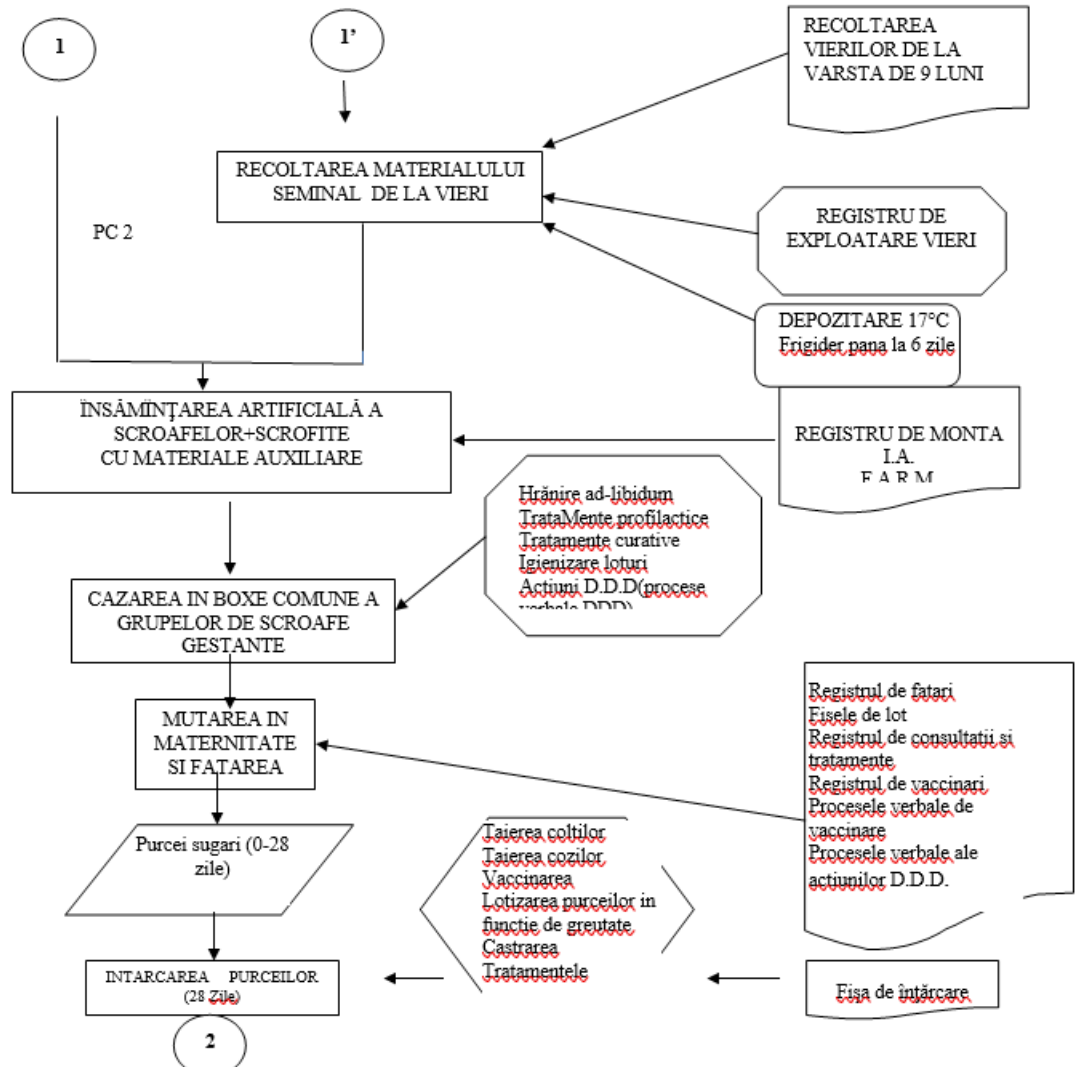 1
1’
RECOLTAREA
VIERILOR DE LA
VARSTA DE 9 LUNI
RECOLTAREA MATERIALULUI
SEMINAL DE LA VIERI
PC 2
REGISTRU DE
EXPLOATARE VIERI
DEPOZITARE 17°C
Frigider pana la 6 zile
ÎNSĂMÎNŢAREA ARTIFICIALĂ A
SCROAFELOR+SCROFITE
CU MATERIALE AUXILIARE
REGISTRU DE MONTA
I.A.
F.A.R.M
Hrănire ad-libidum
TrataMente profilactice
Tratamente curative
Igienizare loturi
Actiuni D.D.D(procese
verbale DDD)
CAZAREA IN BOXE COMUNE A
GRUPELOR DE SCROAFE
GESTANTE
MUTAREA IN
MATERNITATE
SI FATAREA
Registrul de fatari
Fisele de lot
Registrul de consultatii si
tratamente
Registrul de vaccinari
Procesele verbale de
vaccinare
Procesele verbale ale
actiunilor D.D.D.
Purcei sugari (0-28
zile)
Taierea coltilor
Taierea cozilor
Vaccinarea
Lotizarea purceilor in
functie de greutate
Castrarea
Tratamentele
INTARCAREA PURCEILOR
(28 Zile)
Fişa de înţărcare
2